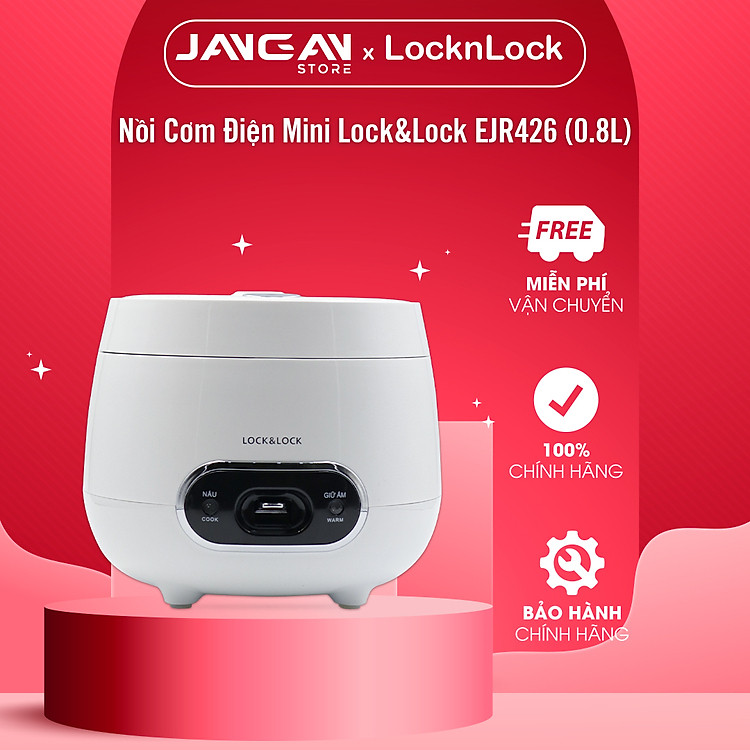 JANGAN STORE x LocknLock
Nồi Cơm Điện Mini Lock&Lock EJR426 (0.8L)
FREE
MIỄN PHÍ
VẬN CHUYỂN
100%
CHÍNH HÃNG
LOCK&LOCK
NẤU
GIỮ ẤM
COOK
WARM
BẢO HÀNH
CHÍNH HÃNG